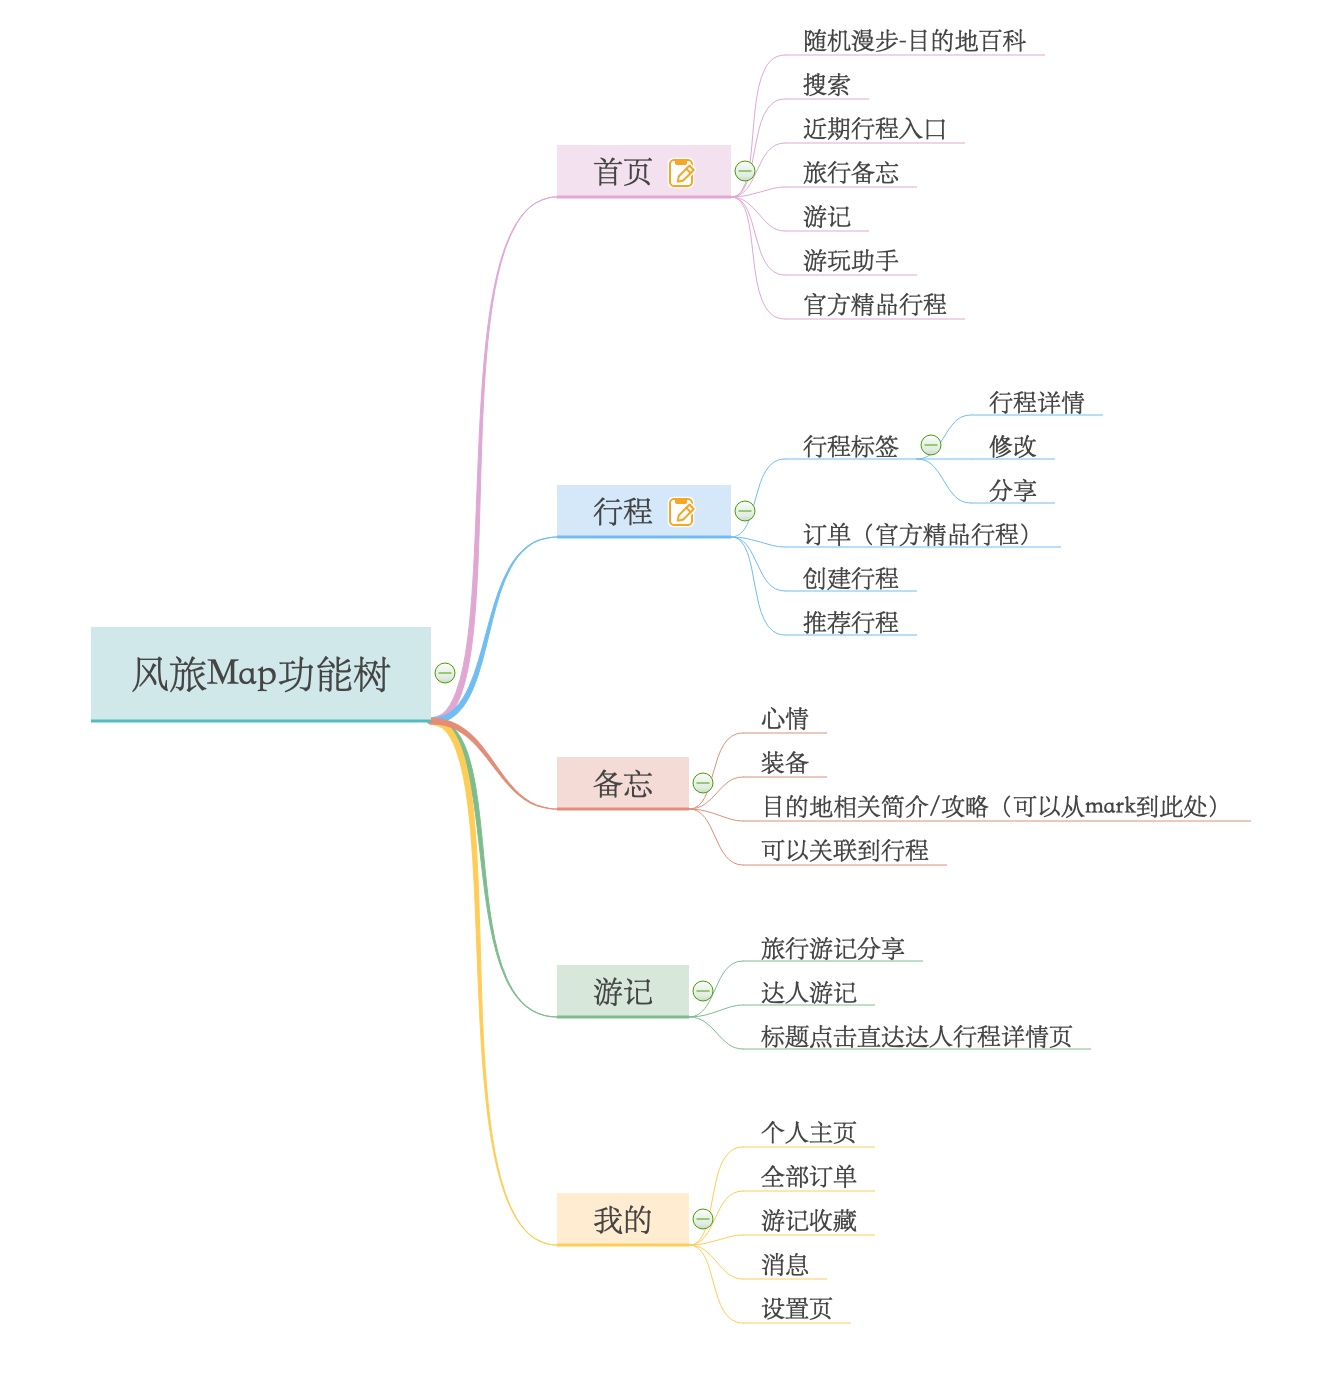 风旅Map功能树
首页
随机漫步-目的地百科
搜索
近期行程入口
旅行备忘
游记
游玩助手
官方精品行程
行程
行程标签
行程详情
修改
分享
订单（官方精品行程）
创建行程
推荐行程
备忘
心情
装备
目的地相关简介/攻略（可以从mark到此处）
可以关联到行程
游记
旅行游记分享
达人游记
标题点击直达达人行程详情页
我的
个人主页
全部订单
游记收藏
消息
设置页